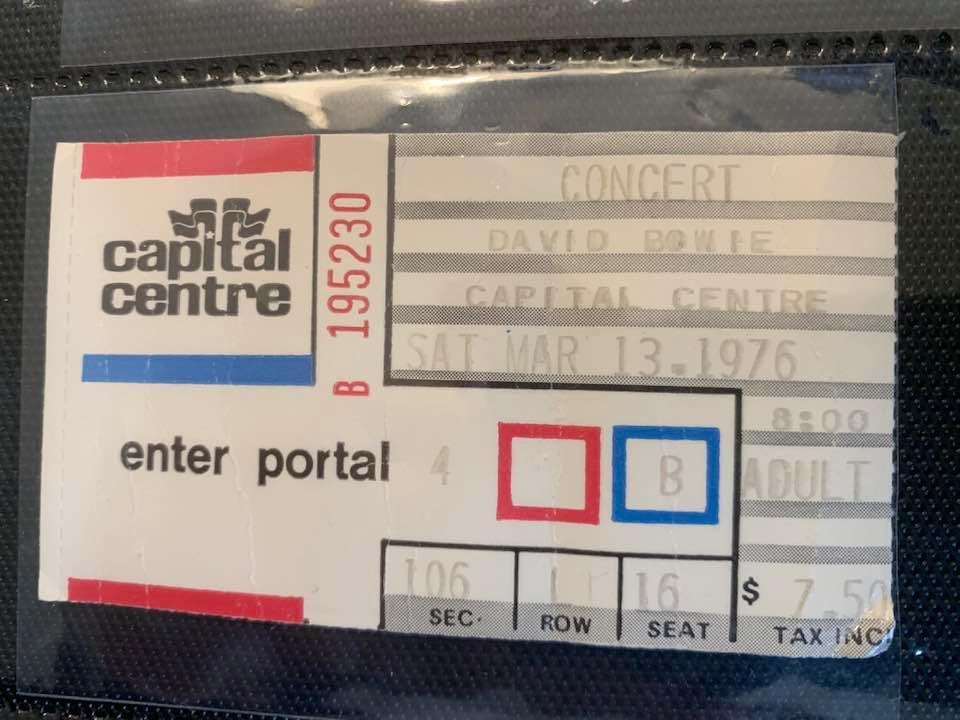 capital
centre
B 195230
CONCERT
DAVID BOWIE
CAPITAL CENTRE
SAT MAR 13.1976
8:00
enter portal 4 B ADULT
106 16 $ 7.50
SEC. ROW SEAT TAX INC.